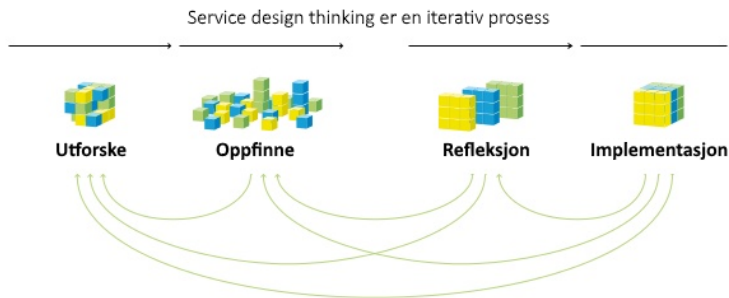 Service design thinking er en iterativ prosess
Utforske
Oppfinne
Refleksjon
Implementasjon